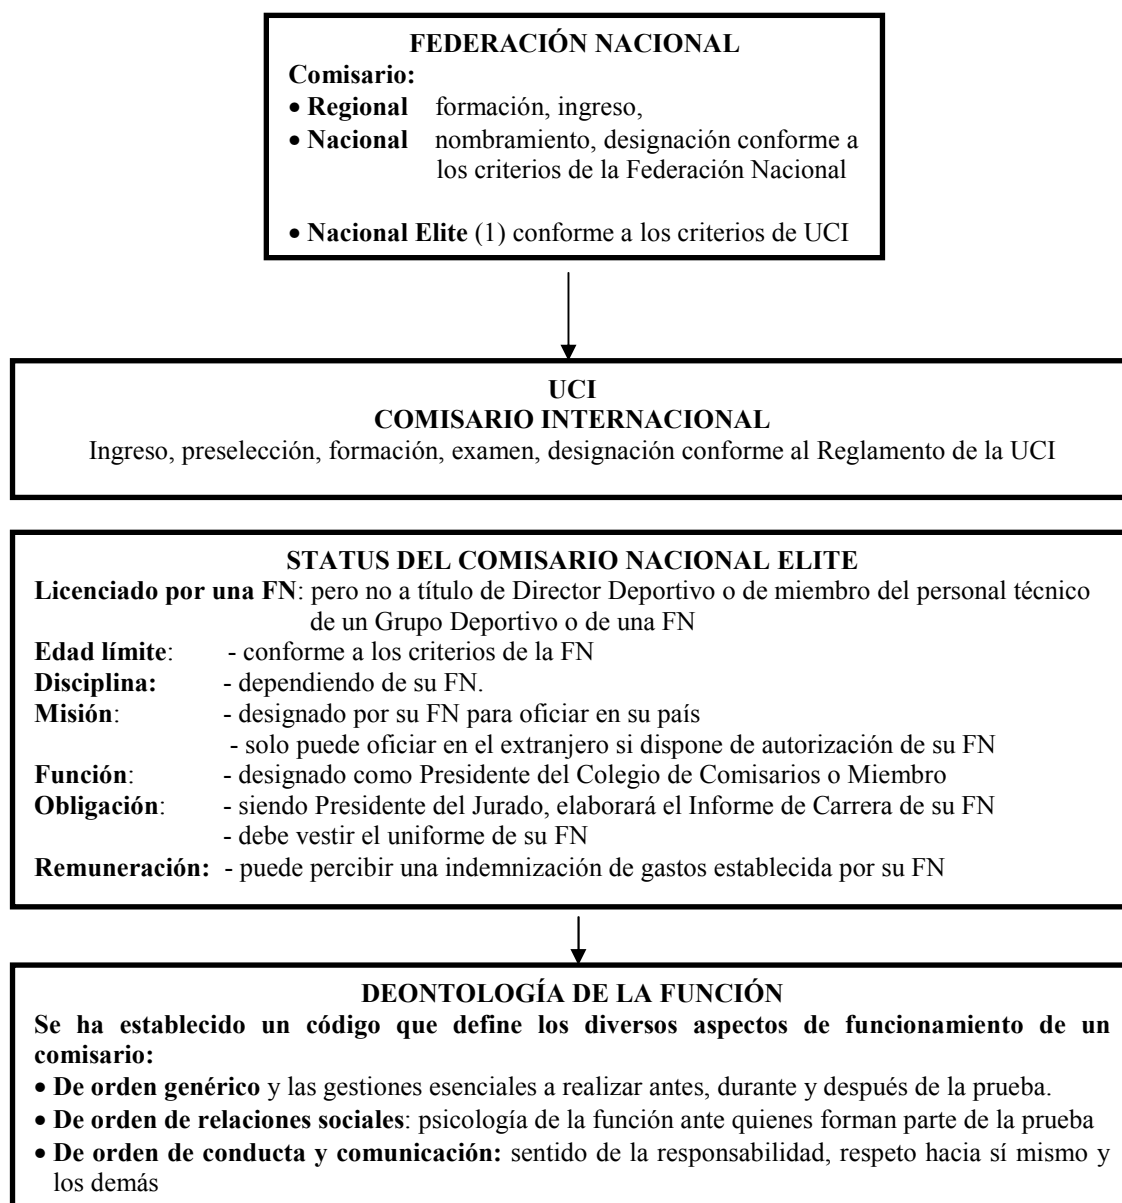 FEDERACIÓN NACIONAL
Comisario:
• Regional formación, ingreso,
• Nacional nombramiento, designación conforme a
los criterios de la Federación Nacional
• Nacional Elite (1) conforme a los criterios de UCI
UCI
COMISARIO INTERNACIONAL
Ingreso, preselección, formación, examen, designación conforme al Reglamento de la UCI
STATUS DEL COMISARIO NACIONAL ELITE
Licenciado por una FN: pero no a título de Director Deportivo o de miembro del personal técnico
de un Grupo Deportivo o de una FN
Edad límite: - conforme a los criterios de la FN
Disciplina: - dependiendo de su FN.
Misión: - designado por su FN para oficiar en su país
- solo puede oficiar en el extranjero si dispone de autorización de su FN
Función: - designado como Presidente del Colegio de Comisarios o Miembro
Obligación: - siendo Presidente del Jurado, elaborará el Informe de Carrera de su FN
- debe vestir el uniforme de su FN
Remuneración: - puede percibir una indemnización de gastos establecida por su FN
DEONTOLOGÍA DE LA FUNCIÓN
Se ha establecido un código que define los diversos aspectos de funcionamiento de un
comisario:
• De orden genérico y las gestiones esenciales a realizar antes, durante y después de la prueba.
• De orden de relaciones sociales: psicología de la función ante quienes forman parte de la prueba
• De orden de conducta y comunicación: sentido de la responsabilidad, respeto hacia sí mismo y
los demás